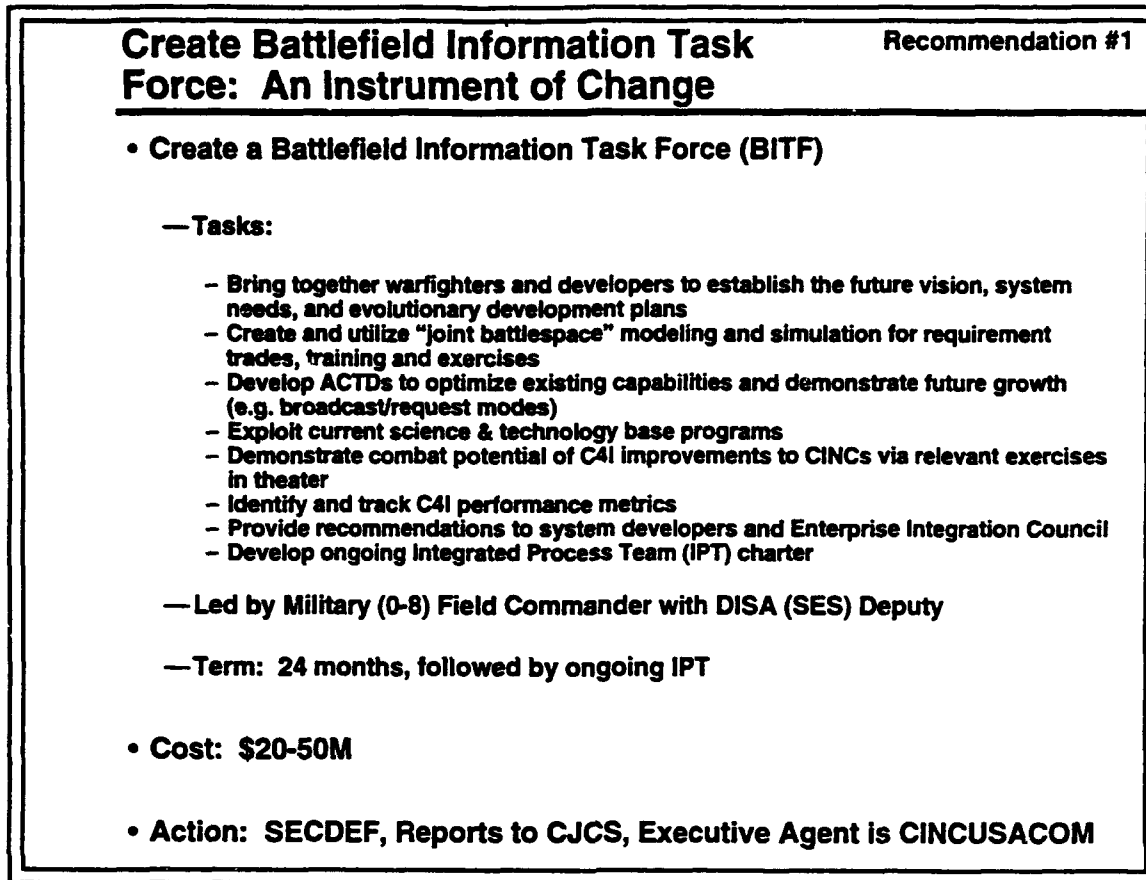 Create Battlefield Information Task
Recommendation #1
Force: An Instrument of Change
• Create a Battlefield Information Task Force (BITF)
—Tasks:
– Bring together warfighters and developers to establish the future vision, system
needs, and evolutionary development plans
– Create and utilize "joint battlespace" modeling and simulation for requirement
trades, training and exercises
– Develop ACTDs to optimize existing capabilities and demonstrate future growth
(e.g. broadcast/request modes)
– Exploit current science & technology base programs
– Demonstrate combat potential of C4I improvements to CINCs via relevant exercises
in theater
– Identify and track C4I performance metrics
– Provide recommendations to system developers and Enterprise Integration Council
– Develop ongoing Integrated Process Team (IPT) charter
—Led by Military (0-8) Field Commander with DISA (SES) Deputy
—Term: 24 months, followed by ongoing IPT
• Cost: $20-50M
• Action: SECDEF, Reports to CJCS, Executive Agent is CINCUSACOM